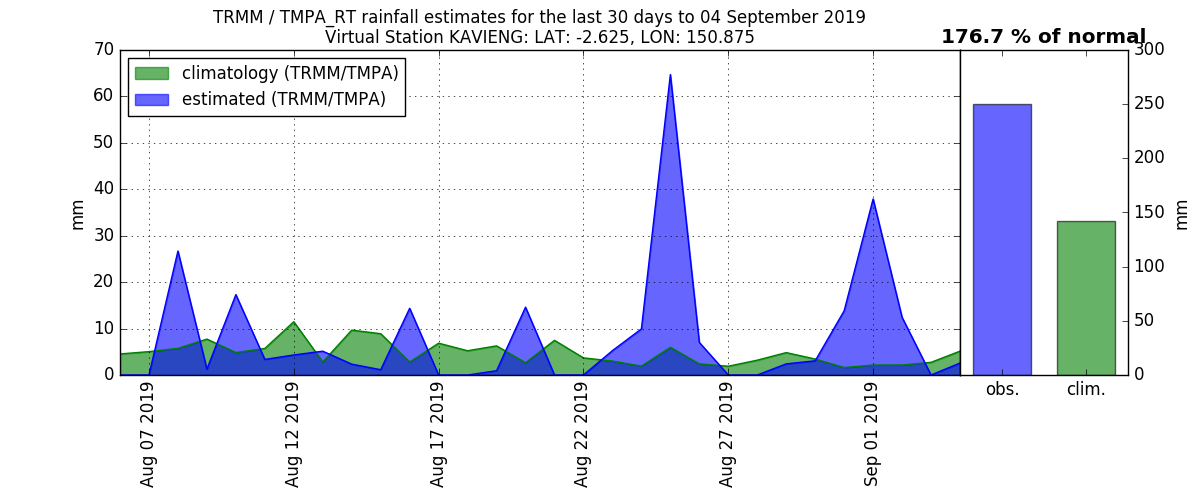 TRMM / TMPA_RT rainfall estimates for the last 30 days to 04 September 2019
Virtual Station KAVIENG: LAT: -2.625, LON: 150.875
176.7 % of normal
climatology (TRMM/TMPA)
estimated (TRMM/TMPA)
mm
70
60
50
40
30
20
10
0
Aug 07 2019
Aug 12 2019
Aug 17 2019
Aug 22 2019
Aug 27 2019
Sep 01 2019
obs.
clim.
300
250
200
150
100
50
0
mm